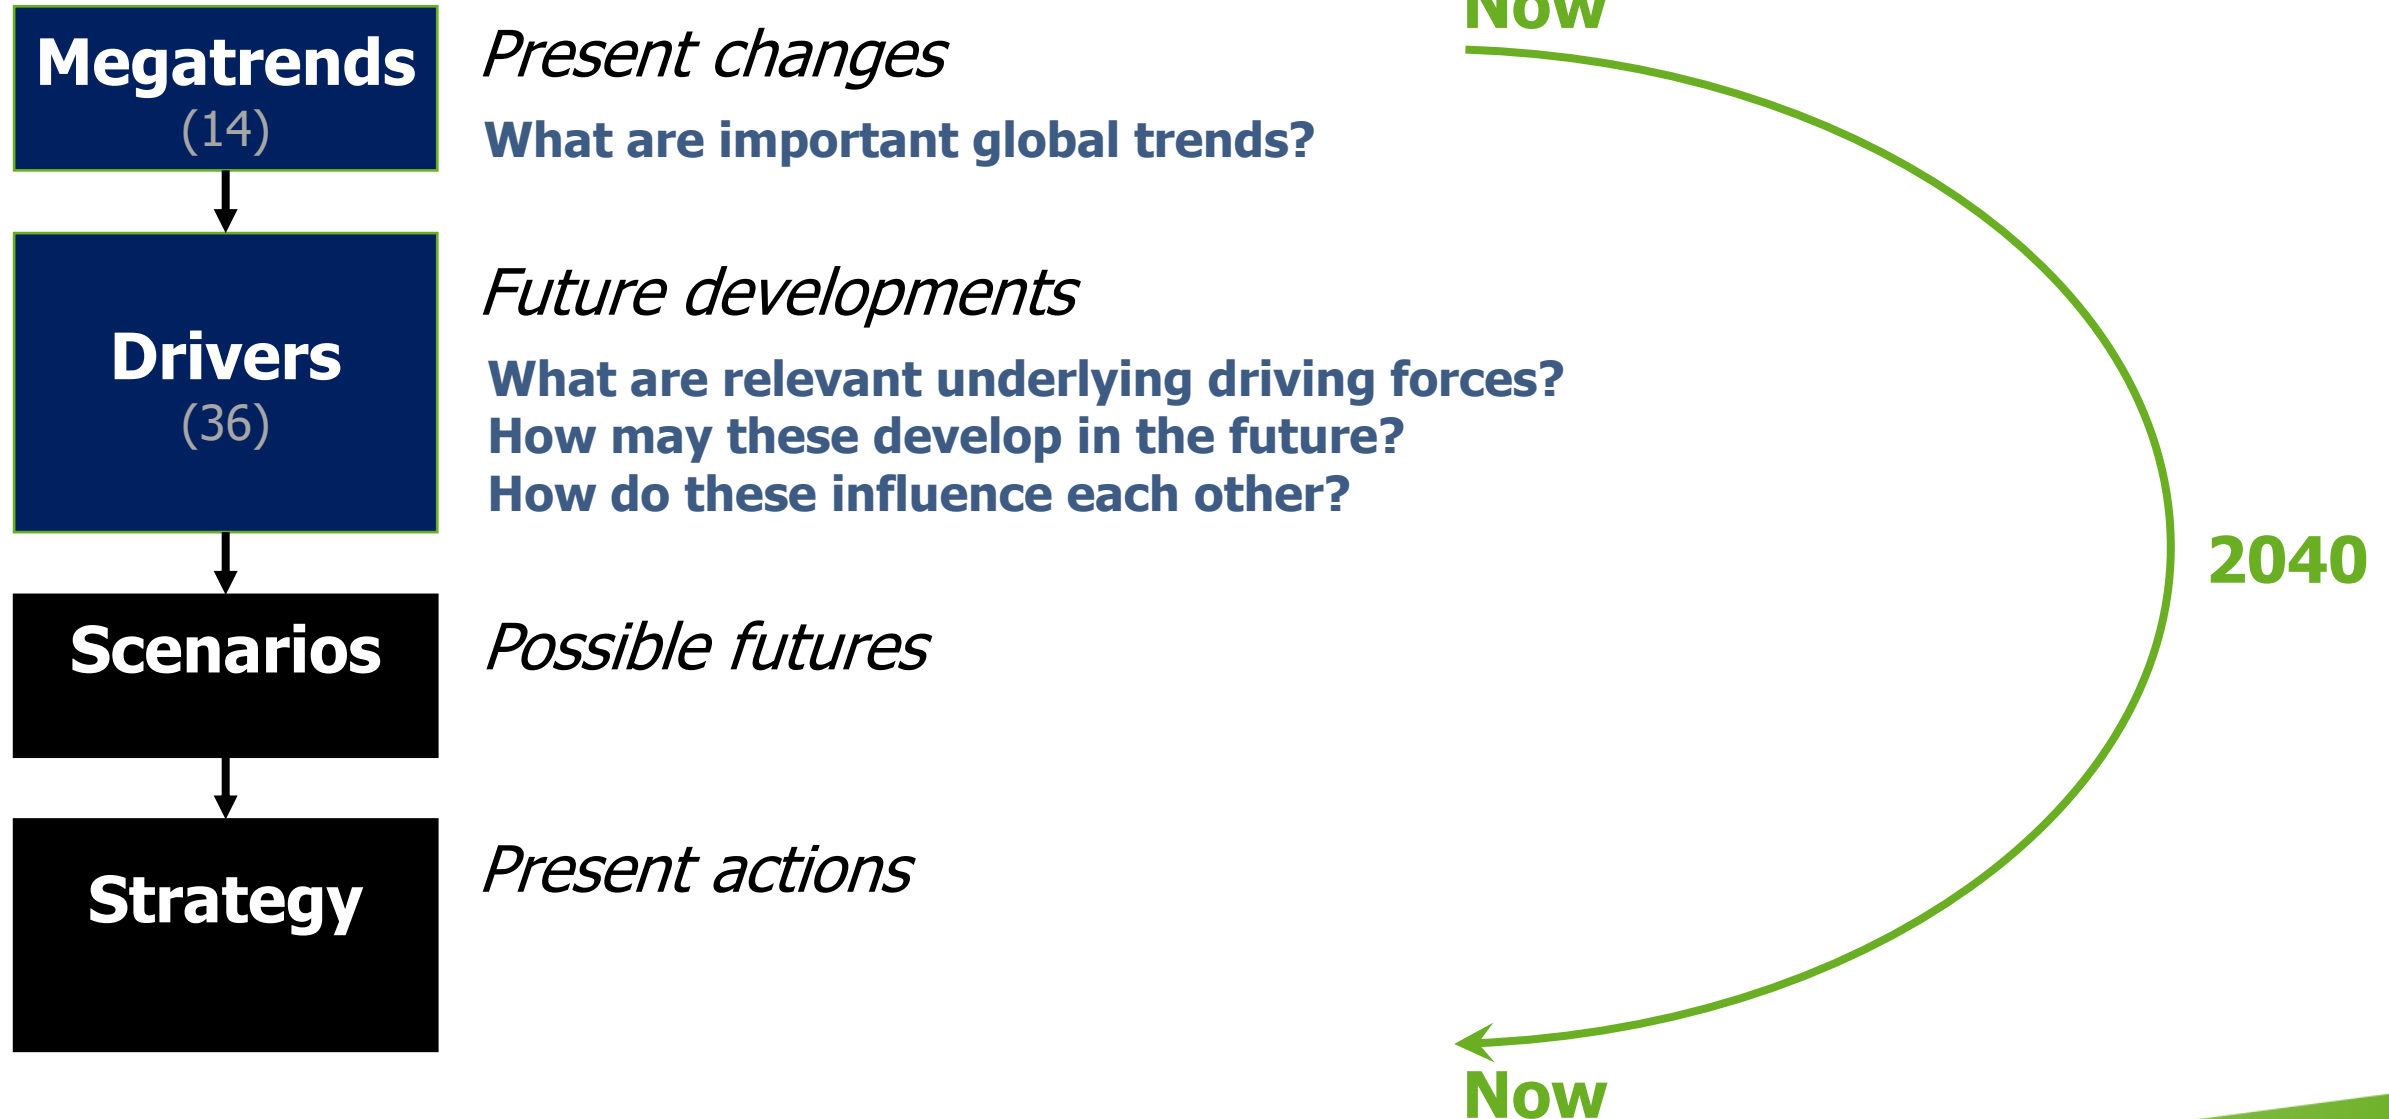 Now
Megatrends
(14)
Present changes
What are important global trends?
Drivers
(36)
Future developments
What are relevant underlying driving forces?
How may these develop in the future?
How do these influence each other?
2040
Scenarios
Possible futures
Strategy
Present actions
Now